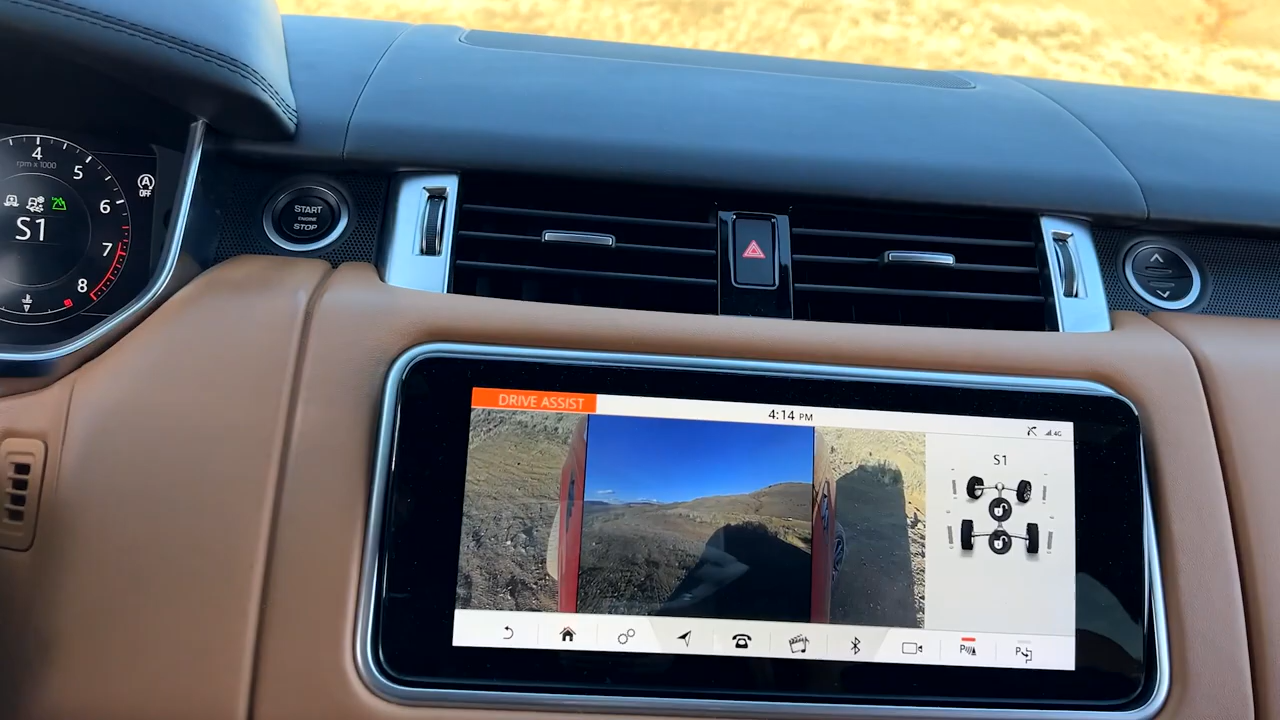 4
rpm x 1000
5
6
7
8
A
OFF
S1
START
ENGINE
STOP
DRIVE ASSIST
4:14 PM
4G
S1
P
P